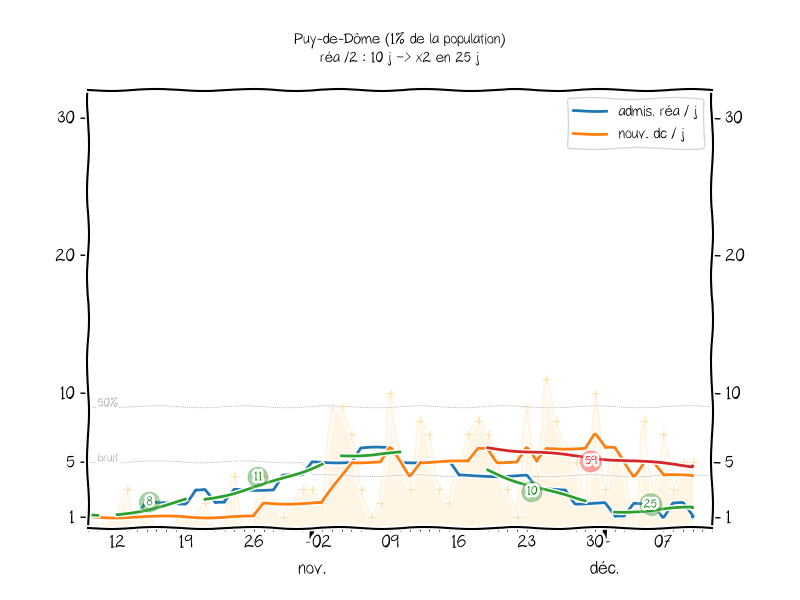 Puy-de-Dôme (1% de la population)
réa /2 : 10 j -> x2 en 25 j
admis. réa / j
nouv. dc / j
30
30
20
20
10
10
50%
bruit
5
5
1
1
8
11
59
10
25
12 19 26 02 09 16 23 30 07
nov. déc.